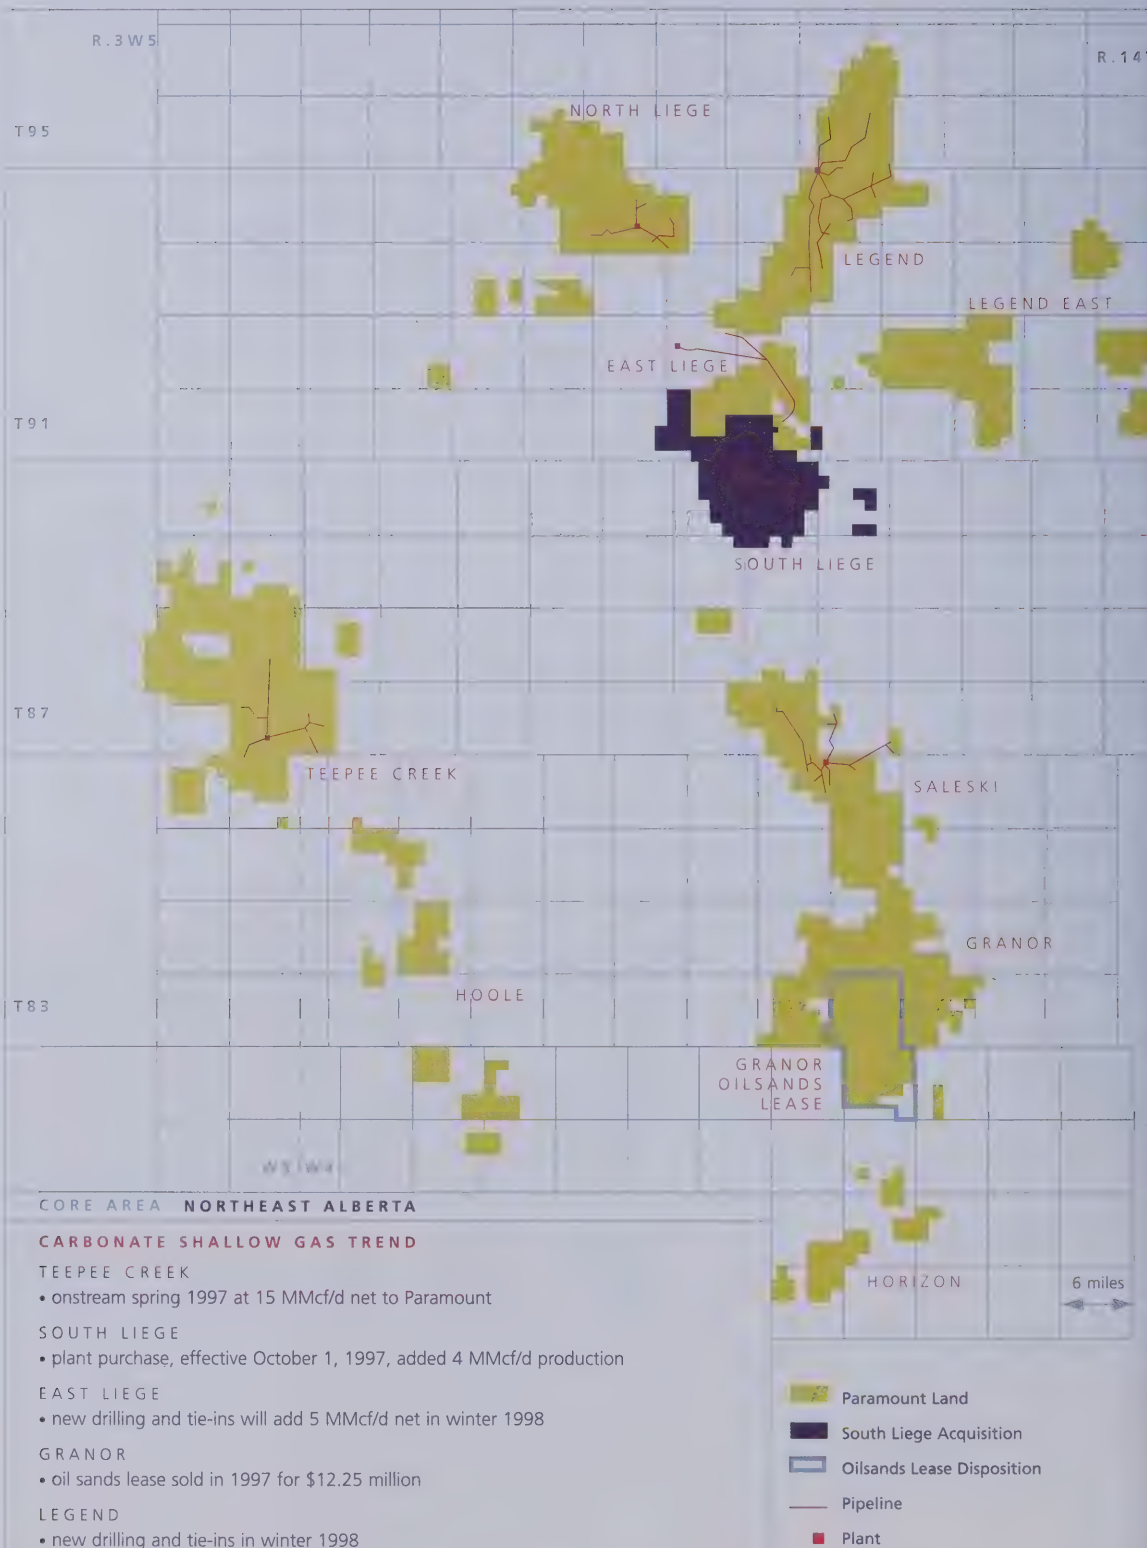 R.3W5
R.14
T95
NORTH LIEGE
LEGEND
LEGEND EAST
EAST LIEGE
T91
SOUTH LIEGE
T87
TEEPEE CREEK
SALESKI
GRANOR
HOOLE
T83
GRANOR
OILSANDS
LEASE
W5 W4
HORIZON
6 miles
CORE AREA NORTHEAST ALBERTA
CARBONATE SHALLOW GAS TREND
TEEPEE CREEK
• onstream spring 1997 at 15 MMcf/d net to Paramount
SOUTH LIEGE
• plant purchase, effective October 1, 1997, added 4 MMcf/d production
EAST LIEGE
• new drilling and tie-ins will add 5 MMcf/d net in winter 1998
GRANOR
• oil sands lease sold in 1997 for $12.25 million
LEGEND
• new drilling and tie-ins in winter 1998
Paramount Land
South Liege Acquisition
Oilsands Lease Disposition
Pipeline
Plant